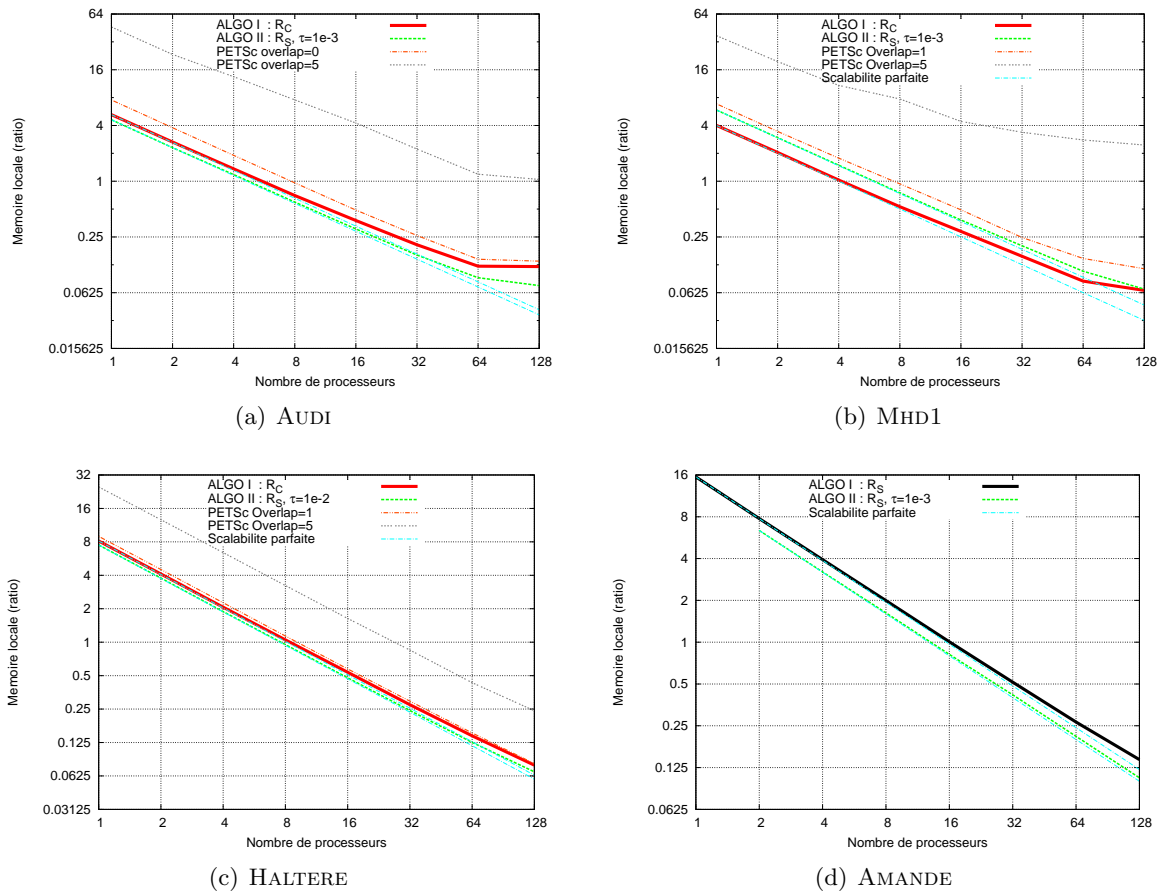 64
16
4
1
0.25
0.0625
0.015625
Memoire locale (ratio)
ALGO I : R_C
ALGO II : R_S, τ=1e-3
PETSc overlap=0
PETSc overlap=5
1 2 4 8 16 32 64 128
Nombre de processeurs
(a) AUDI
64
16
4
1
0.25
0.0625
0.015625
Memoire locale (ratio)
ALGO I : R_C
ALGO II : R_S, τ=1e-3
PETSc Overlap=1
PETSc Overlap=5
Scalabilite parfaite
1 2 4 8 16 32 64 128
Nombre de processeurs
(b) MHD1
32
16
8
4
2
1
0.5
0.25
0.125
0.0625
0.03125
Memoire locale (ratio)
ALGO I : R_C
ALGO II : R_S, τ=1e-2
PETSc Overlap=1
PETSc Overlap=5
Scalabilite parfaite
1 2 4 8 16 32 64 128
Nombre de processeurs
(c) HALTERE
16
8
4
2
1
0.5
0.25
0.125
0.0625
Memoire locale (ratio)
ALGO I : R_S
ALGO II : R_S, τ=1e-3
Scalabilite parfaite
1 2 4 8 16 32 64 128
Nombre de processeurs
(d) AMANDE